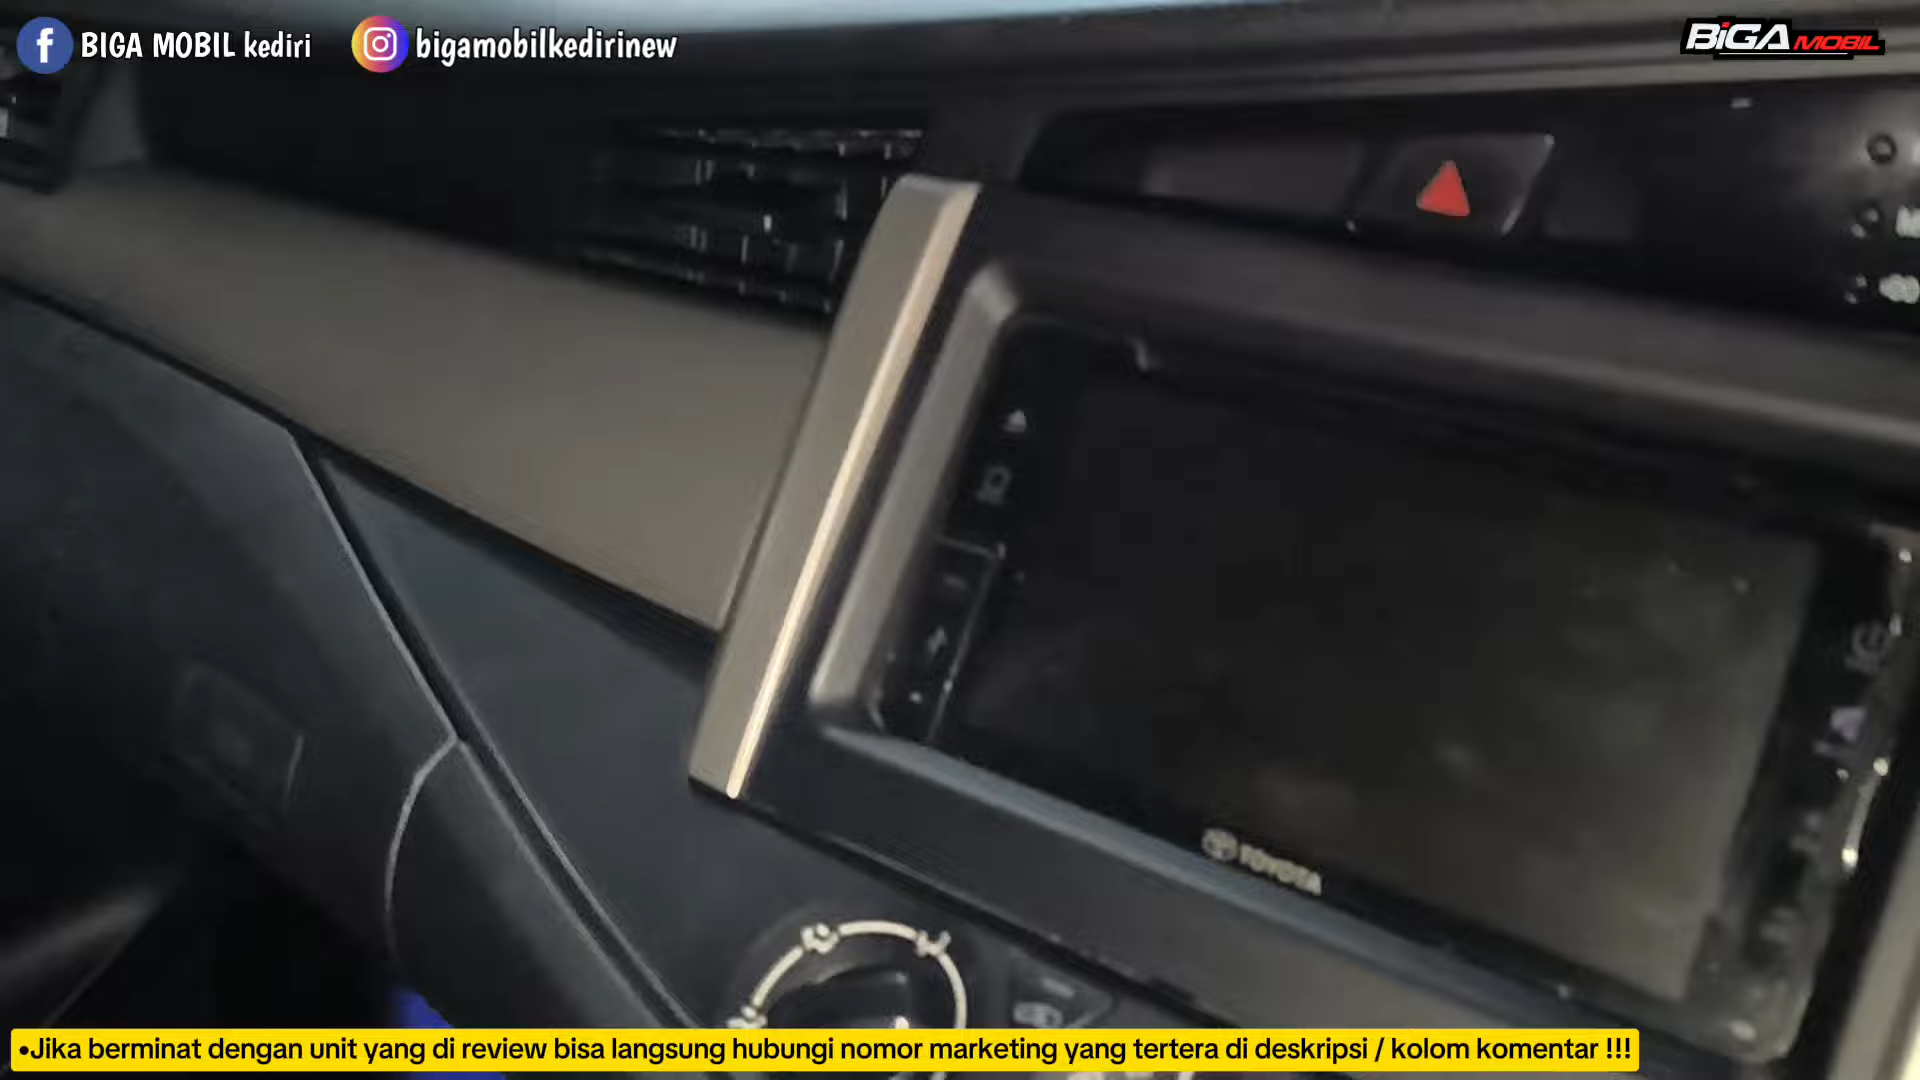 BIGA MOBIL kediri
bigamobilkedirinew
BiGA MOBIL
TOYOTA
•Jika berminat dengan unit yang di review bisa langsung hubungi nomor marketing yang tertera di deskripsi / kolom komentar !!!